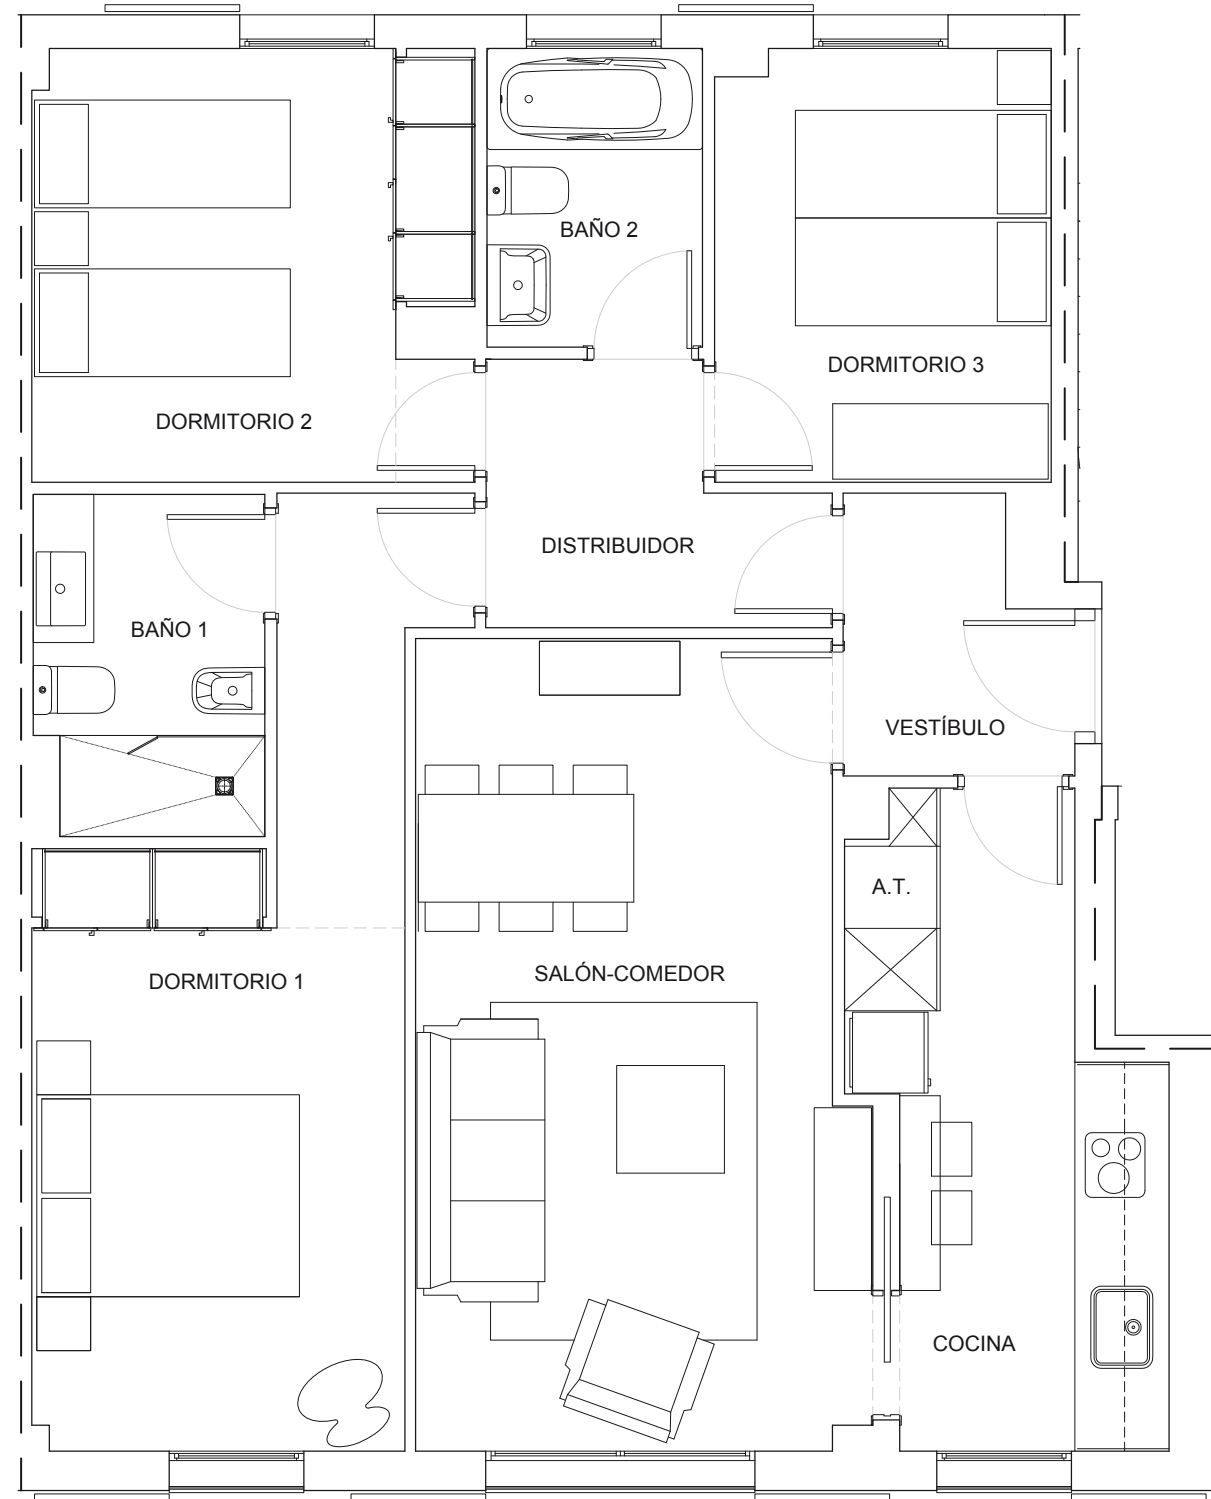 BAÑO 2
DORMITORIO 3
DORMITORIO 2
DISTRIBUIDOR
BAÑO 1
VESTÍBULO
A.T.
DORMITORIO 1
SALÓN-COMEDOR
COCINA